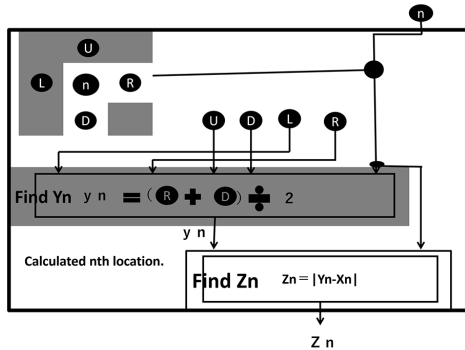 n
U
L n R
D
U D L R
Find Yn y n = ( R + D ) ÷ 2
y n
Calculated nth location.
Find Zn Zn＝|Yn-Xn|
Z n